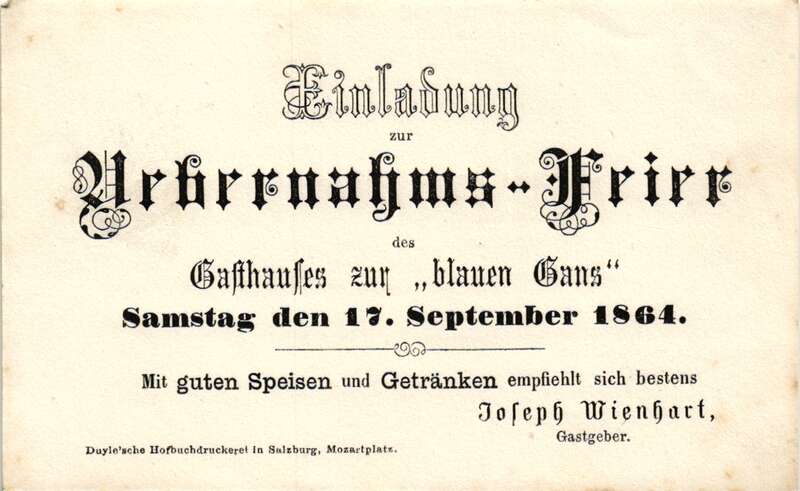 Einladung
zur
Uebernahms-Feier
des
Gaſthauſes zur „blauen Gans“
Samstag den 17. September 1864.
Mit guten Speisen und Getränken empfiehlt sich bestens
Joſeph Wienhart,
Gastgeber.
Duyle'sche Hofbuchdruckerei in Salzburg, Mozartplatz.